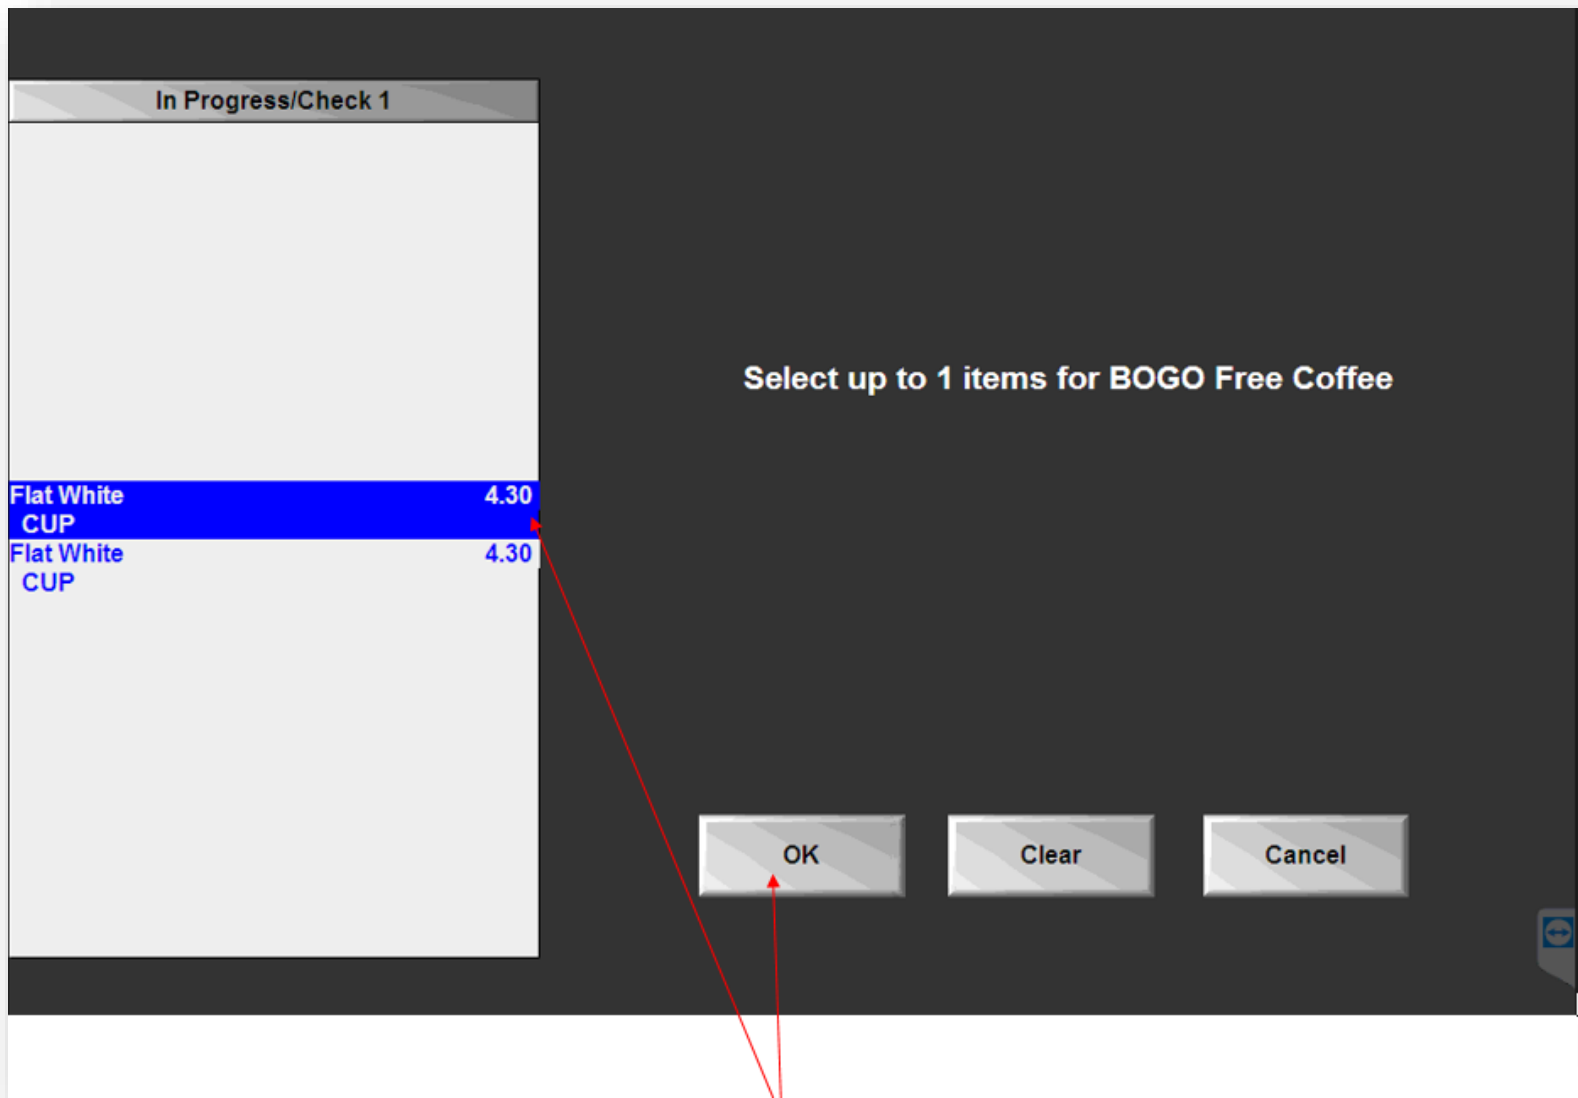 In Progress/Check 1
Flat White 4.30
CUP
Flat White 4.30
CUP
Select up to 1 items for BOGO Free Coffee
OK Clear Cancel